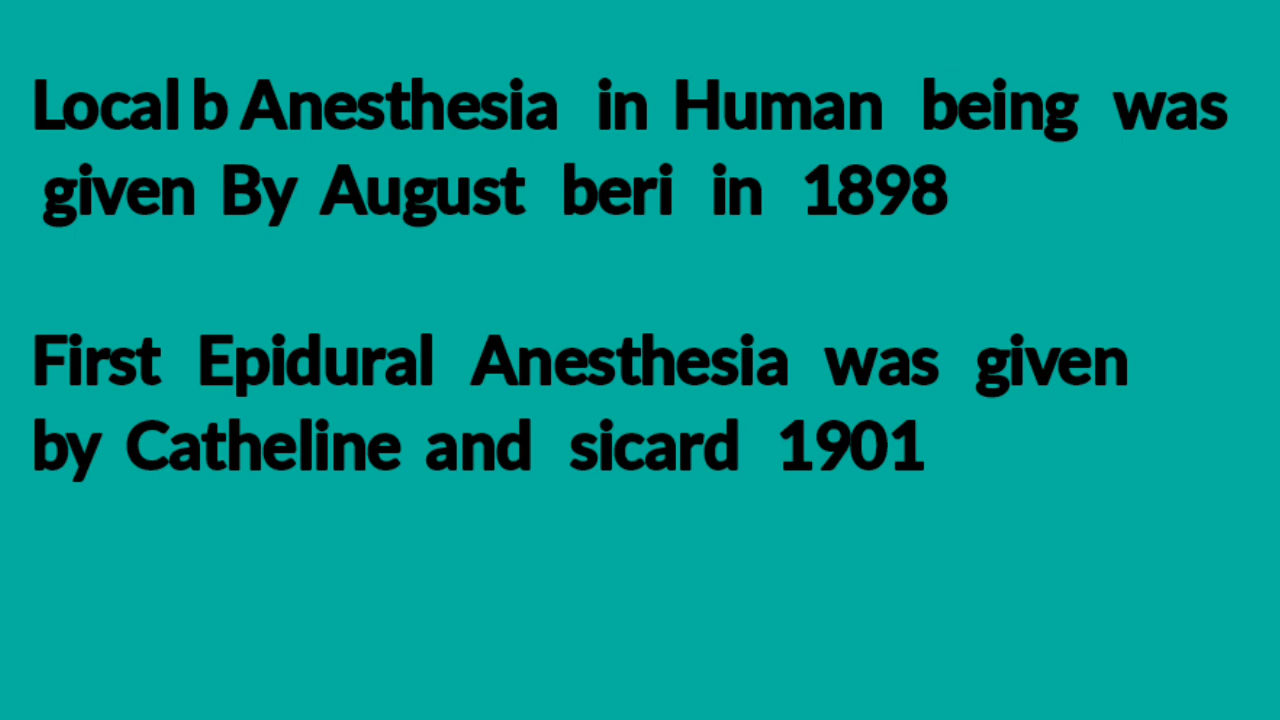 Local b Anesthesia in Human being was
given By August beri in 1898
First Epidural Anesthesia was given
by Catheline and sicard 1901